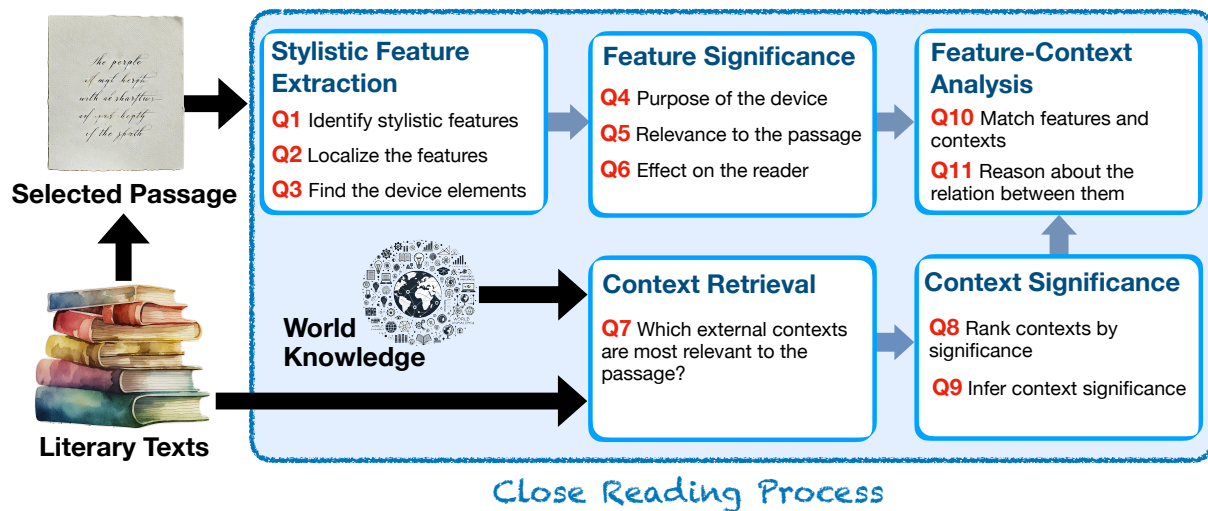 the purple
Selected Passage
Literary Texts
World
Knowledge
Stylistic Feature
Extraction
Q1 Identify stylistic features
Q2 Localize the features
Q3 Find the device elements
Feature Significance
Q4 Purpose of the device
Q5 Relevance to the passage
Q6 Effect on the reader
Feature-Context
Analysis
Q10 Match features and
contexts
Q11 Reason about the
relation between them
Context Retrieval
Q7 Which external contexts
are most relevant to the
passage?
Context Significance
Q8 Rank contexts by
significance
Q9 Infer context significance
Close Reading Process